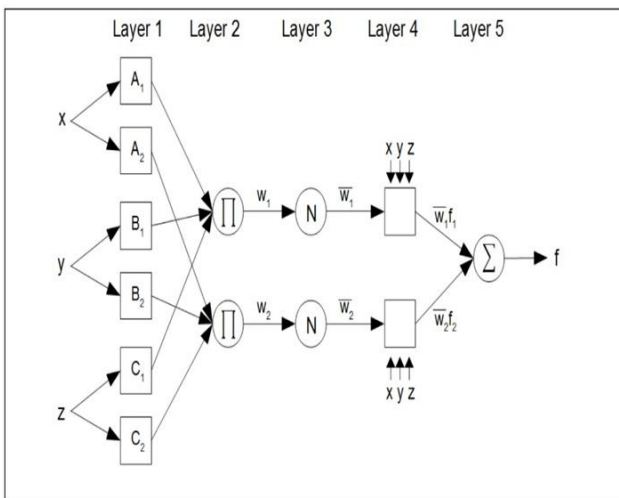 Layer 1 Layer 2 Layer 3 Layer 4 Layer 5
A₁
x
A₂
x y z
B₁
w₁
w̅₁
∏
N
w̅₁f₁
y
∑
f
B₂
w₂
w̅₂
∏
N
w̅₂f₂
C₁
x y z
z
C₂